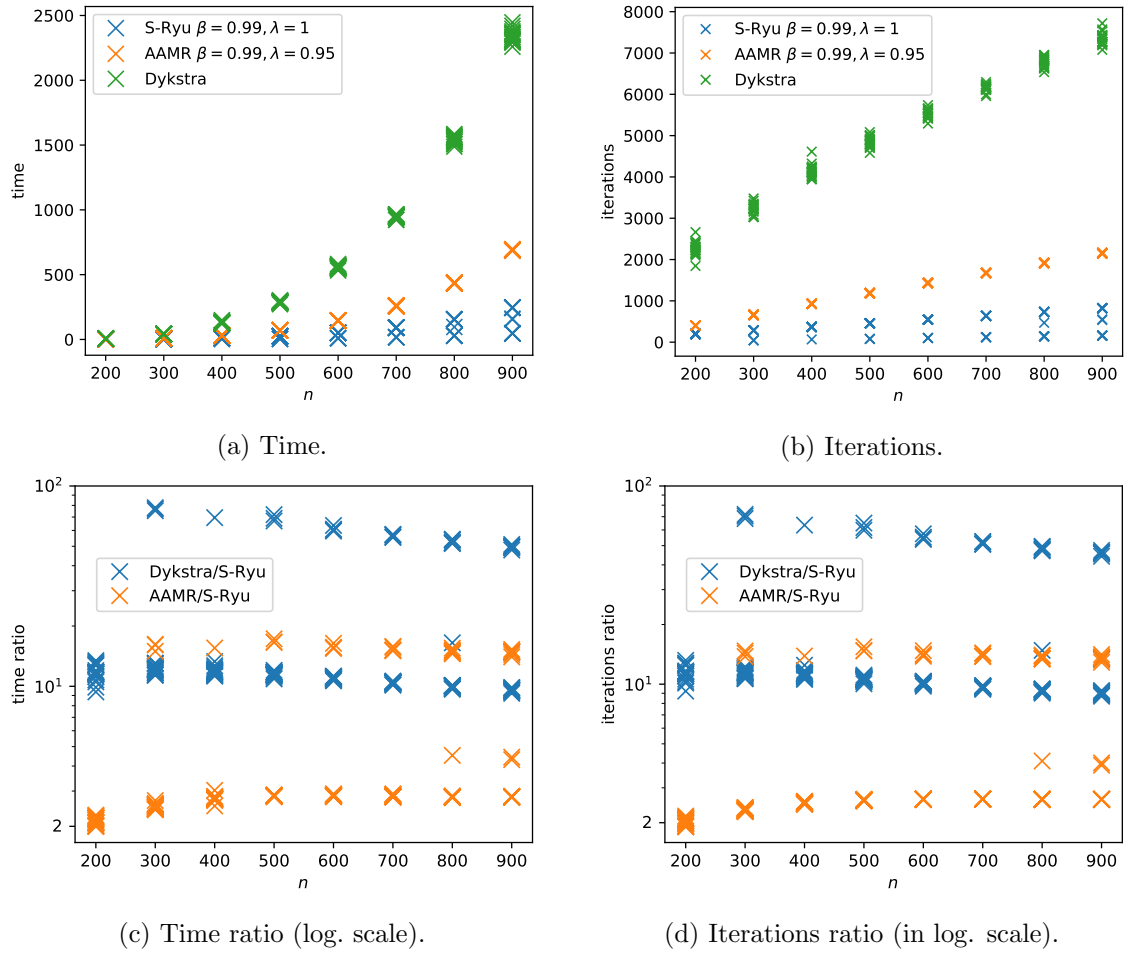 2500
2000
1500
1000
500
0
time
S-Ryu β = 0.99, λ = 1
AAMR β = 0.99, λ = 0.95
Dykstra
200 300 400 500 600 700 800 900
n
(a) Time.
8000
7000
6000
5000
4000
3000
2000
1000
0
iterations
S-Ryu β = 0.99, λ = 1
AAMR β = 0.99, λ = 0.95
Dykstra
200 300 400 500 600 700 800 900
n
(b) Iterations.
10²
10¹
2
time ratio
Dykstra/S-Ryu
AAMR/S-Ryu
200 300 400 500 600 700 800 900
n
(c) Time ratio (log. scale).
10²
10¹
2
iterations ratio
Dykstra/S-Ryu
AAMR/S-Ryu
200 300 400 500 600 700 800 900
n
(d) Iterations ratio (in log. scale).